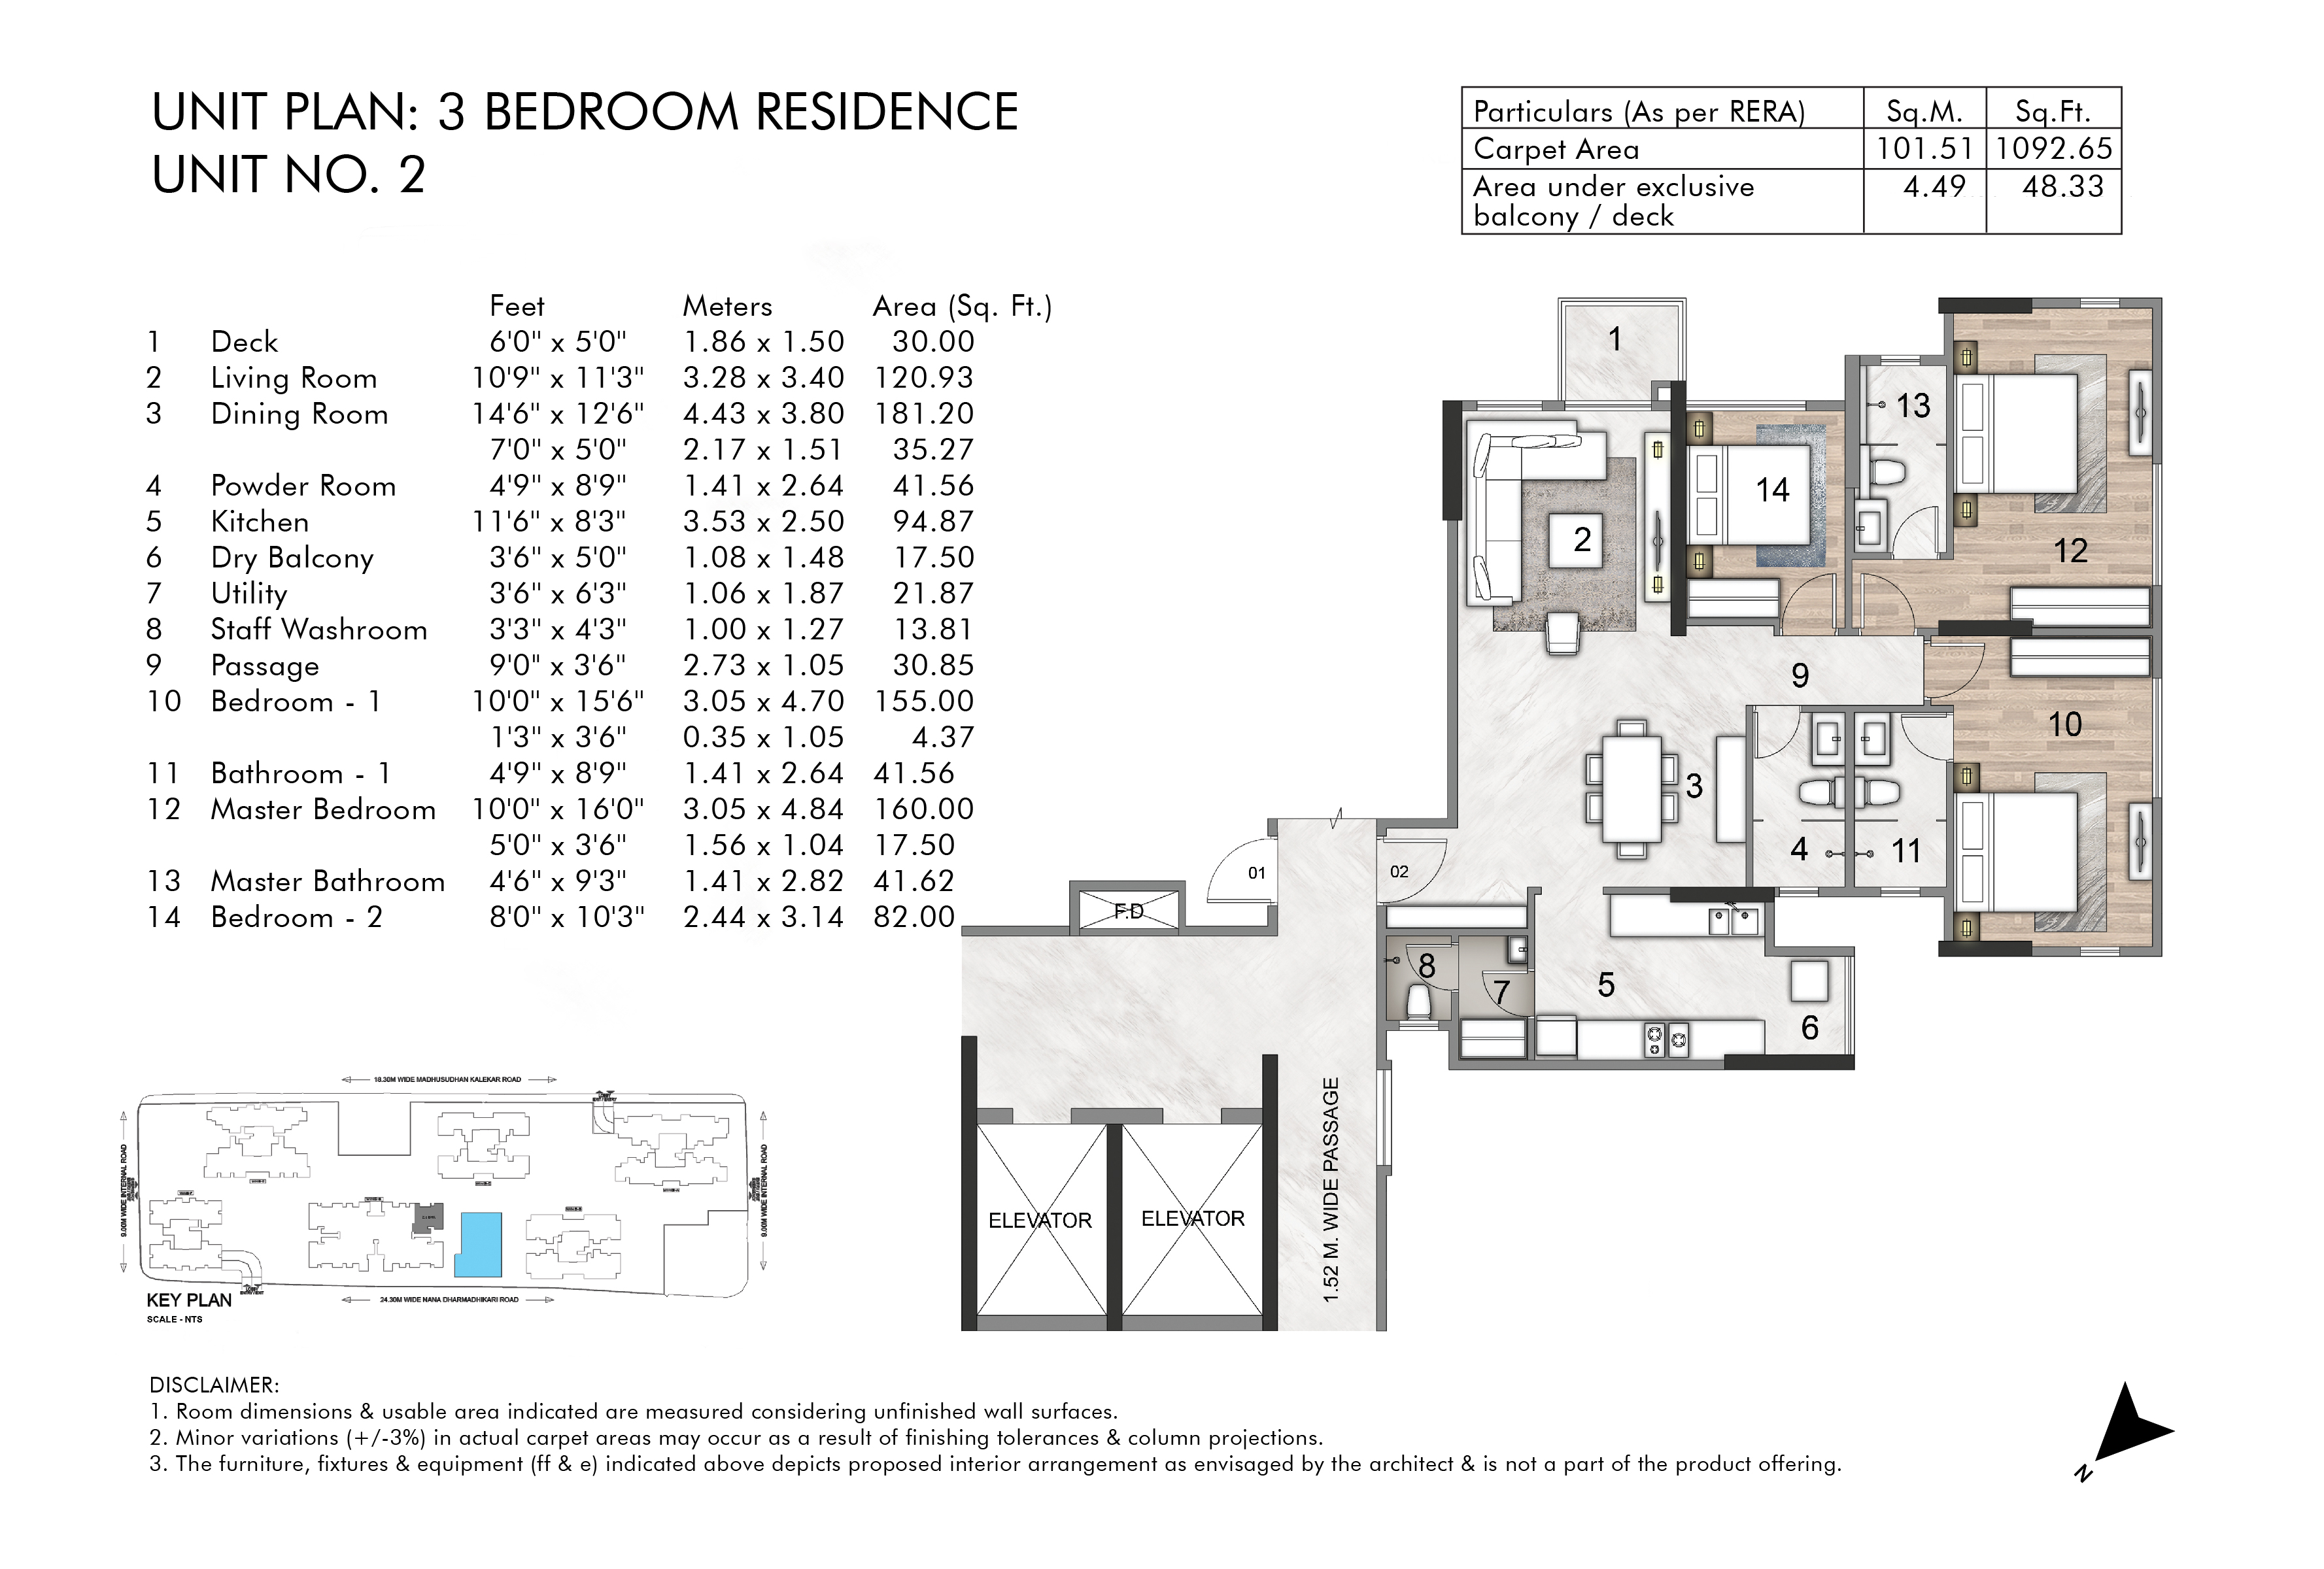 UNIT PLAN: 3 BEDROOM RESIDENCE
UNIT NO. 2
Particulars (As per RERA) Sq.M. Sq.Ft.
Carpet Area 101.51 1092.65
Area under exclusive 4.49 48.33
balcony / deck
Feet Meters Area (Sq. Ft.)
1 Deck 6'0" x 5'0" 1.86 x 1.50 30.00
2 Living Room 10'9" x 11'3" 3.28 x 3.40 120.93
3 Dining Room 14'6" x 12'6" 4.43 x 3.80 181.20
7'0" x 5'0" 2.17 x 1.51 35.27
4 Powder Room 4'9" x 8'9" 1.41 x 2.64 41.56
5 Kitchen 11'6" x 8'3" 3.53 x 2.50 94.87
6 Dry Balcony 3'6" x 5'0" 1.08 x 1.48 17.50
7 Utility 3'6" x 6'3" 1.06 x 1.87 21.87
8 Staff Washroom 3'3" x 4'3" 1.00 x 1.27 13.81
9 Passage 9'0" x 3'6" 2.73 x 1.05 30.85
10 Bedroom - 1 10'0" x 15'6" 3.05 x 4.70 155.00
1'3" x 3'6" 0.35 x 1.05 4.37
11 Bathroom - 1 4'9" x 8'9" 1.41 x 2.64 41.56
12 Master Bedroom 10'0" x 16'0" 3.05 x 4.84 160.00
5'0" x 3'6" 1.56 x 1.04 17.50
13 Master Bathroom 4'6" x 9'3" 1.41 x 2.82 41.62
14 Bedroom - 2 8'0" x 10'3" 2.44 x 3.14 82.00
1
13
14
2
12
9
10
3
4
11
01
02
F.D
8
7
5
6
ELEVATOR
ELEVATOR
1.52 M. WIDE PASSAGE
18.30M WIDE MADHUSUDHAN KALEKAR ROAD
9.00M WIDE INTERNAL ROAD
9.00M WIDE INTERNAL ROAD
24.30M WIDE NANA DHARMADHIKARI ROAD
KEY PLAN
SCALE - NTS
DISCLAIMER:
1. Room dimensions & usable area indicated are measured considering unfinished wall surfaces.
2. Minor variations (+/-3%) in actual carpet areas may occur as a result of finishing tolerances & column projections.
3. The furniture, fixtures & equipment (ff & e) indicated above depicts proposed interior arrangement as envisaged by the architect & is not a part of the product offering.
N